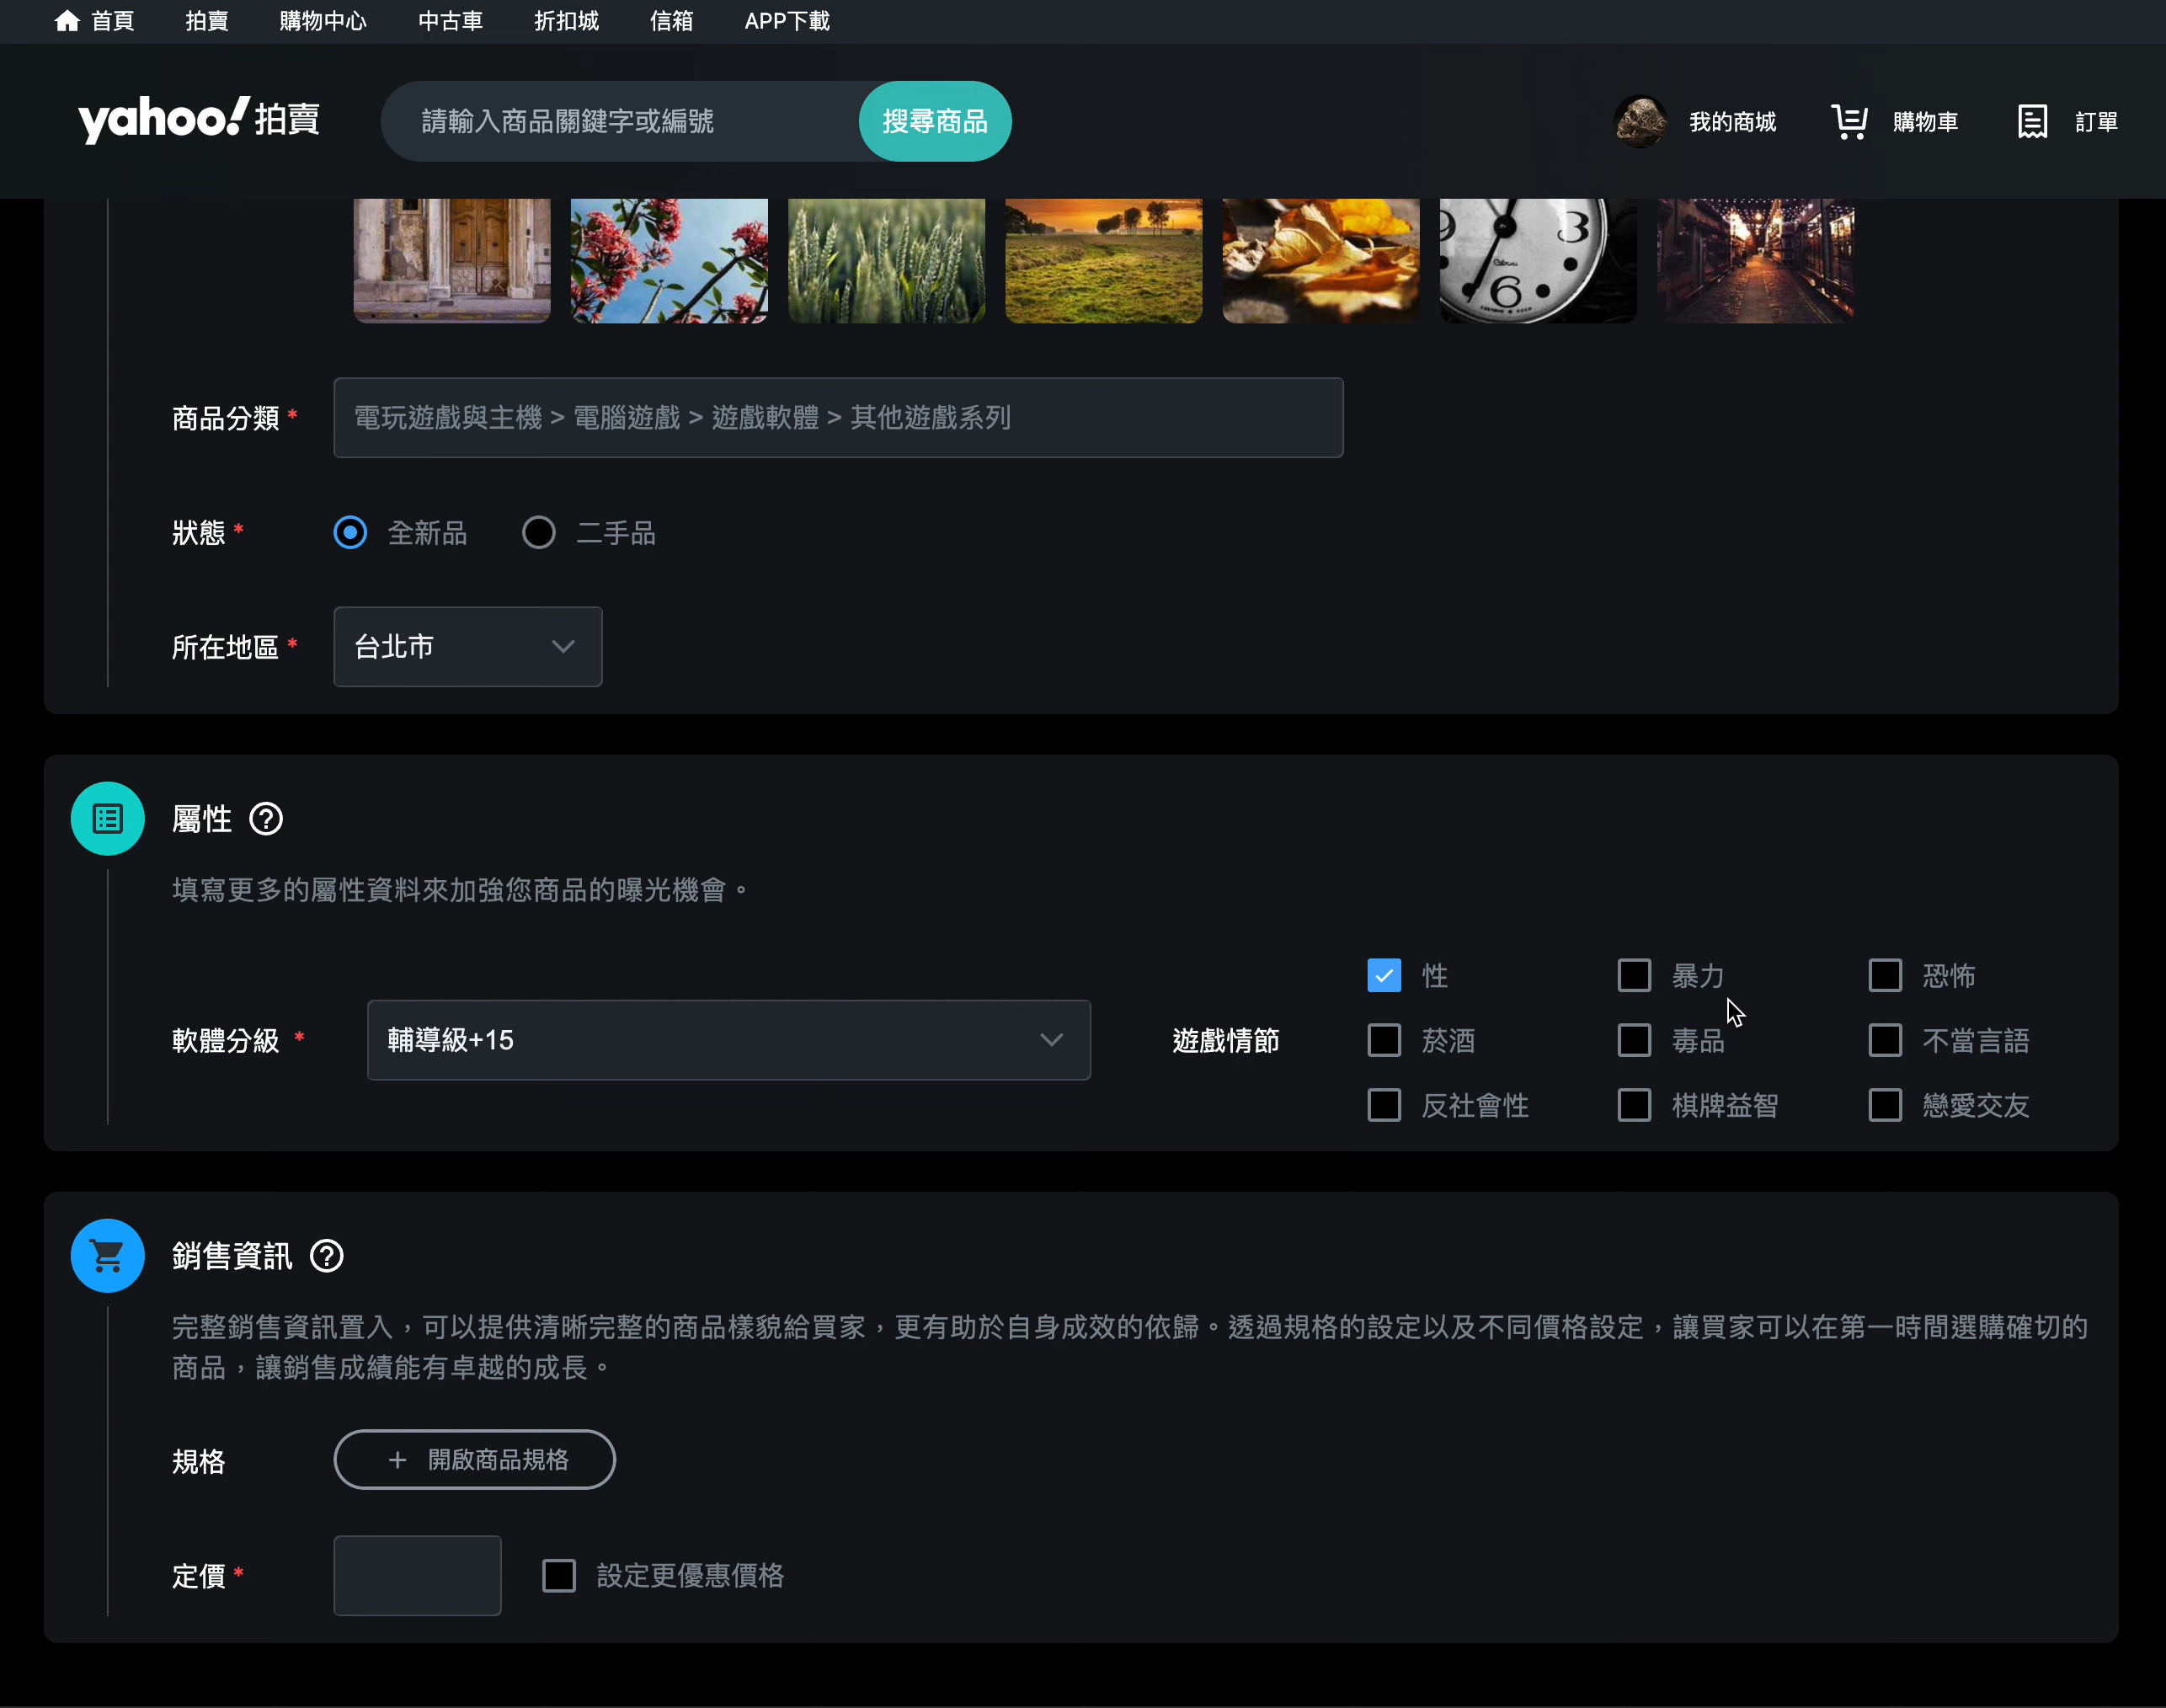 首頁 拍賣 購物中心 中古車 折扣城 信箱 APP下載
yahoo!拍賣 請輸入商品關鍵字或編號 搜尋商品 我的商城 購物車 訂單
9 3 6
商品分類 * 電玩遊戲與主機 > 電腦遊戲 > 遊戲軟體 > 其他遊戲系列
狀態 * 全新品 二手品
所在地區 * 台北市
屬性
填寫更多的屬性資料來加強您商品的曝光機會。
性 暴力 恐怖
軟體分級 * 輔導級+15 遊戲情節 菸酒 毒品 不當言語
反社會性 棋牌益智 戀愛交友
銷售資訊
完整銷售資訊置入，可以提供清晰完整的商品樣貌給買家，更有助於自身成效的依歸。透過規格的設定以及不同價格設定，讓買家可以在第一時間選購確切的
商品，讓銷售成績能有卓越的成長。
規格 + 開啟商品規格
定價 * 設定更優惠價格